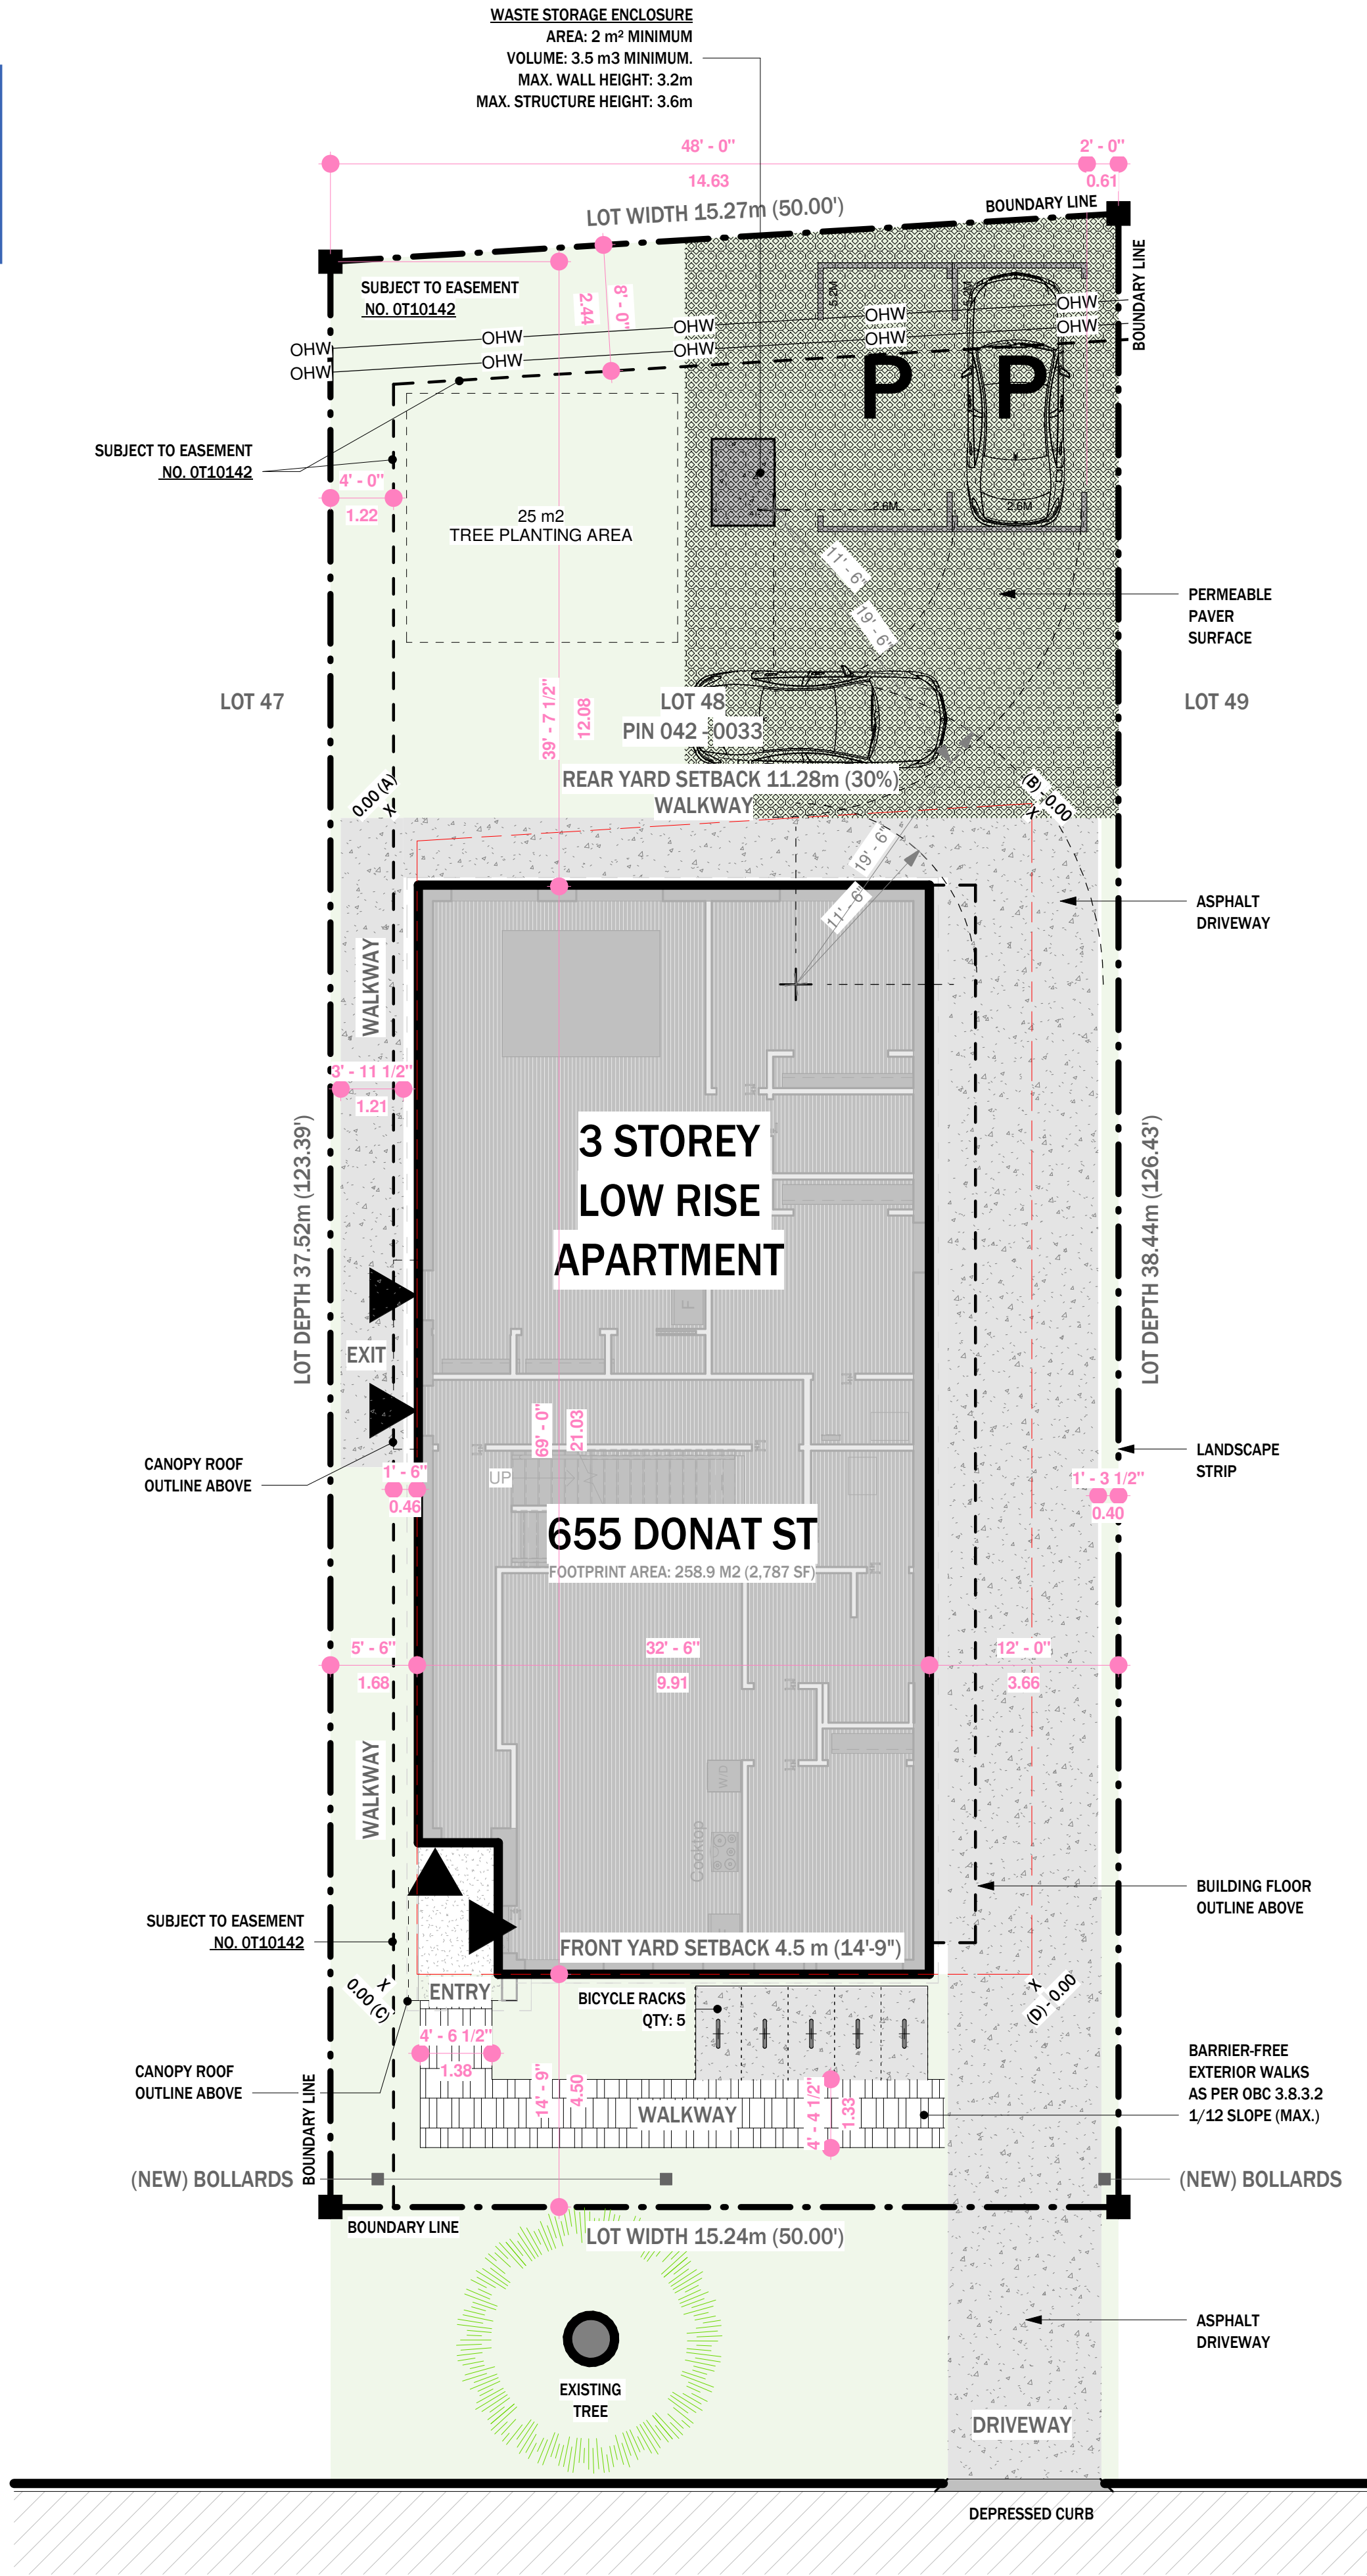 WASTE STORAGE ENCLOSURE
AREA: 2 m² MINIMUM
VOLUME: 3.5 m3 MINIMUM.
MAX. WALL HEIGHT: 3.2m
MAX. STRUCTURE HEIGHT: 3.6m
48' - 0"
14.63
2' - 0"
0.61
LOT WIDTH 15.27m (50.00')
BOUNDARY LINE
BOUNDARY LINE
SUBJECT TO EASEMENT
NO. 0T10142
8' - 0"
2.44
5.2M
OHW
OHW
OHW
OHW
OHW
OHW
OHW
OHW
OHW
OHW
P
P
SUBJECT TO EASEMENT
NO. 0T10142
4' - 0"
1.22
25 m2
TREE PLANTING AREA
2.6M
2.6M
11' - 6"
19' - 6"
PERMEABLE
PAVER
SURFACE
LOT 47
LOT 48
PIN 042 - 0033
LOT 49
39' - 7 1/2"
12.08
REAR YARD SETBACK 11.28m (30%)
WALKWAY
0.00 (A)
X
(B) - 0.00
X
19' - 6"
11' - 6"
ASPHALT
DRIVEWAY
WALKWAY
3' - 11 1/2"
1.21
LOT DEPTH 37.52m (123.39')
3 STOREY
LOW RISE
APARTMENT
LOT DEPTH 38.44m (126.43')
F
EXIT
69' - 0"
21.03
CANOPY ROOF
OUTLINE ABOVE
1' - 6"
0.46
UP
LANDSCAPE
STRIP
1' - 3 1/2"
0.40
655 DONAT ST
FOOTPRINT AREA: 258.9 M2 (2,787 SF)
5' - 6"
1.68
32' - 6"
9.91
12' - 0"
3.66
WALKWAY
W/D
Cooktop
BUILDING FLOOR
OUTLINE ABOVE
SUBJECT TO EASEMENT
NO. 0T10142
FRONT YARD SETBACK 4.5 m (14'-9")
X
0.00 (C)
ENTRY
BICYCLE RACKS
QTY: 5
X
(D) - 0.00
4' - 6 1/2"
1.38
CANOPY ROOF
OUTLINE ABOVE
14' - 9"
4.50
WALKWAY
4' - 4 1/2"
1.33
BARRIER-FREE
EXTERIOR WALKS
AS PER OBC 3.8.3.2
1/12 SLOPE (MAX.)
BOUNDARY LINE
(NEW) BOLLARDS
(NEW) BOLLARDS
BOUNDARY LINE
LOT WIDTH 15.24m (50.00')
EXISTING
TREE
ASPHALT
DRIVEWAY
DRIVEWAY
DEPRESSED CURB